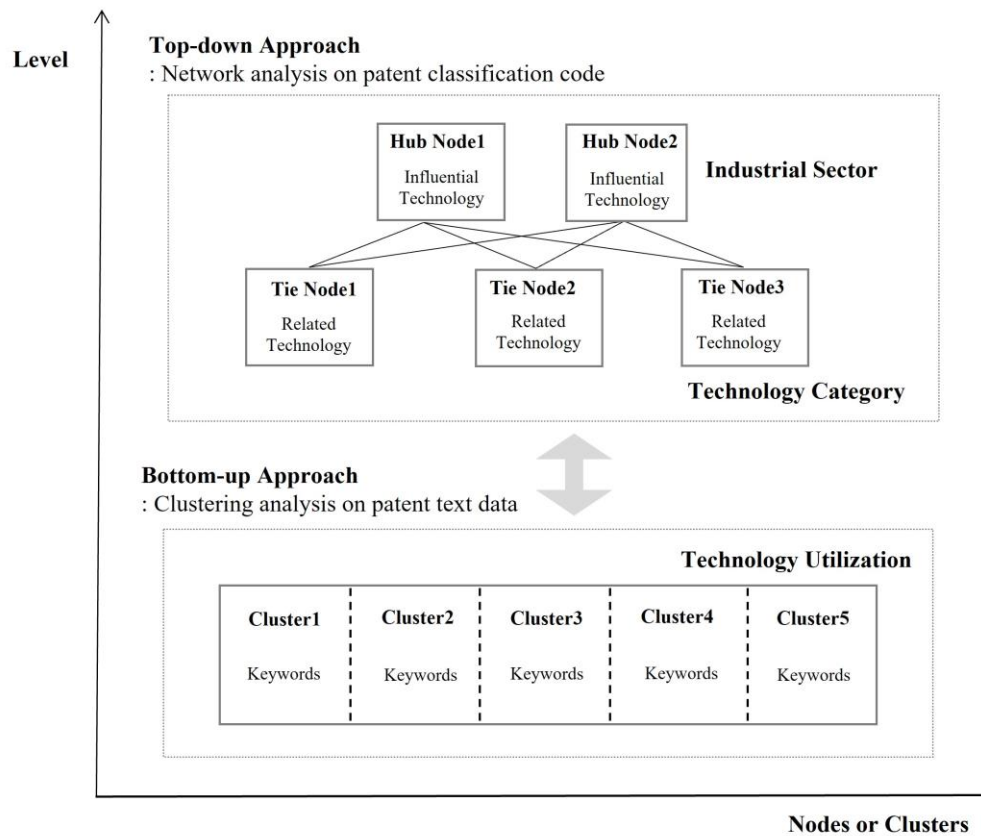 Level
Top-down Approach
: Network analysis on patent classification code
Hub Node1
Influential
Technology
Hub Node2
Influential
Technology
Industrial Sector
Tie Node1
Related
Technology
Tie Node2
Related
Technology
Tie Node3
Related
Technology
Technology Category
Bottom-up Approach
: Clustering analysis on patent text data
Technology Utilization
Cluster1
Keywords
Cluster2
Keywords
Cluster3
Keywords
Cluster4
Keywords
Cluster5
Keywords
Nodes or Clusters